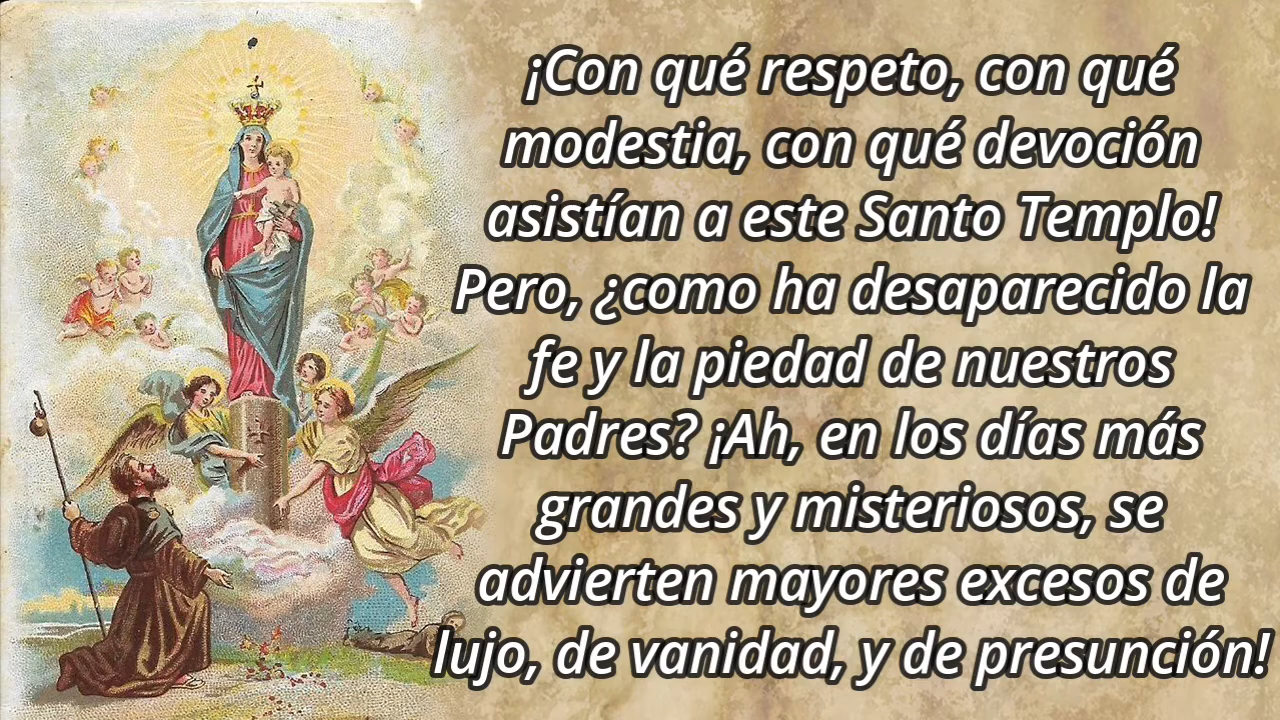 ¡Con qué respeto, con qué
modestia, con qué devoción
asistían a este Santo Templo!
Pero, ¿como ha desaparecido la
fe y la piedad de nuestros
Padres? ¡Ah, en los días más
grandes y misteriosos, se
advierten mayores excesos de
lujo, de vanidad, y de presunción!